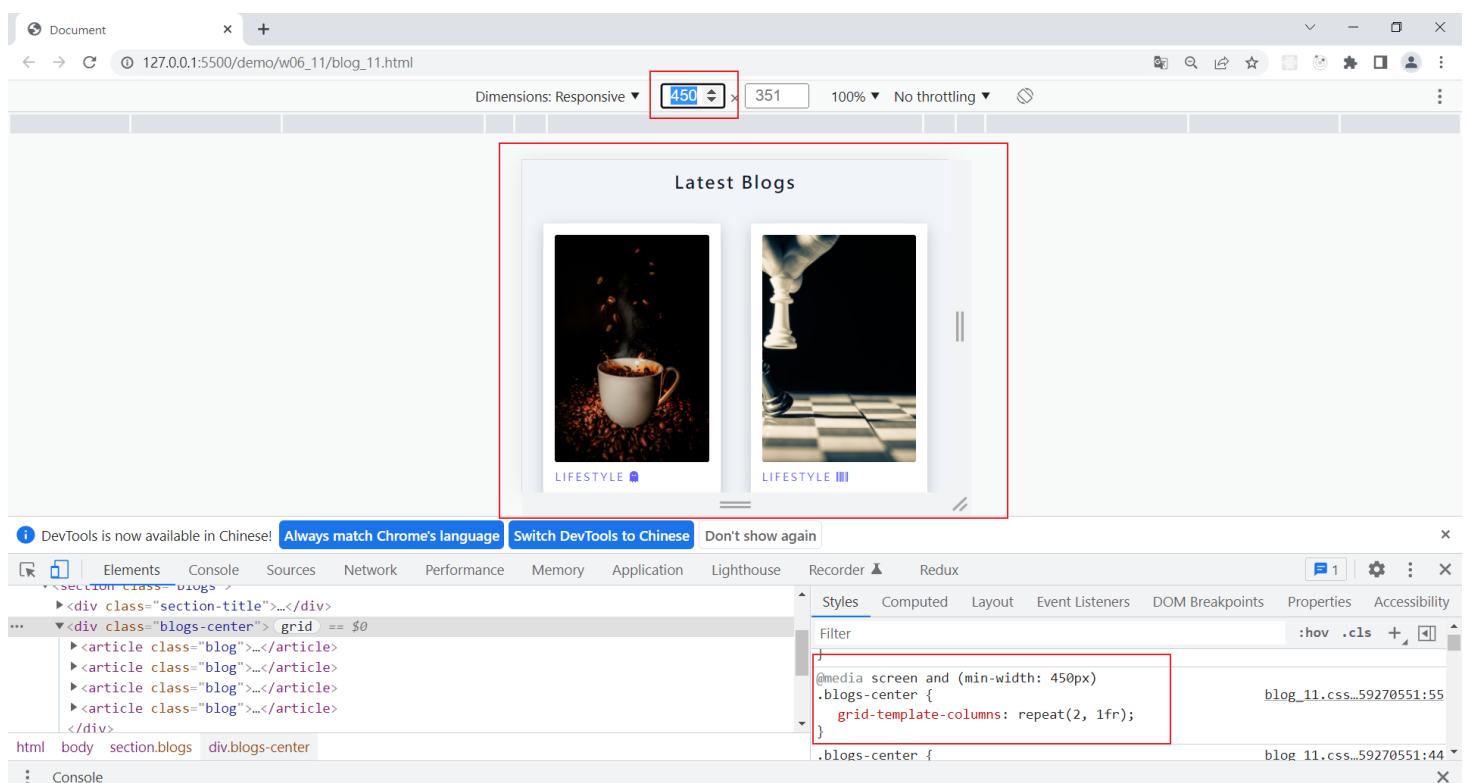 Document
127.0.0.1:5500/demo/w06_11/blog_11.html
Dimensions: Responsive ▼ 450 × 351 100% ▼ No throttling ▼
Latest Blogs
LIFESTYLE LIFESTYLE
DevTools is now available in Chinese! Always match Chrome's language Switch DevTools to Chinese Don't show again
Elements Console Sources Network Performance Memory Application Lighthouse Recorder Redux 1
▼<section class="blogs">
▶<div class="section-title">…</div>
▼<div class="blogs-center"> grid == $0
▶<article class="blog">…</article>
▶<article class="blog">…</article>
▶<article class="blog">…</article>
▶<article class="blog">…</article>
</div>
html body section.blogs div.blogs-center
Styles Computed Layout Event Listeners DOM Breakpoints Properties Accessibility
Filter :hov .cls
}
@media screen and (min-width: 450px)
.blogs-center { blog_11.css…59270551:55
grid-template-columns: repeat(2, 1fr);
}
.blogs-center { blog_11.css…59270551:44
Console